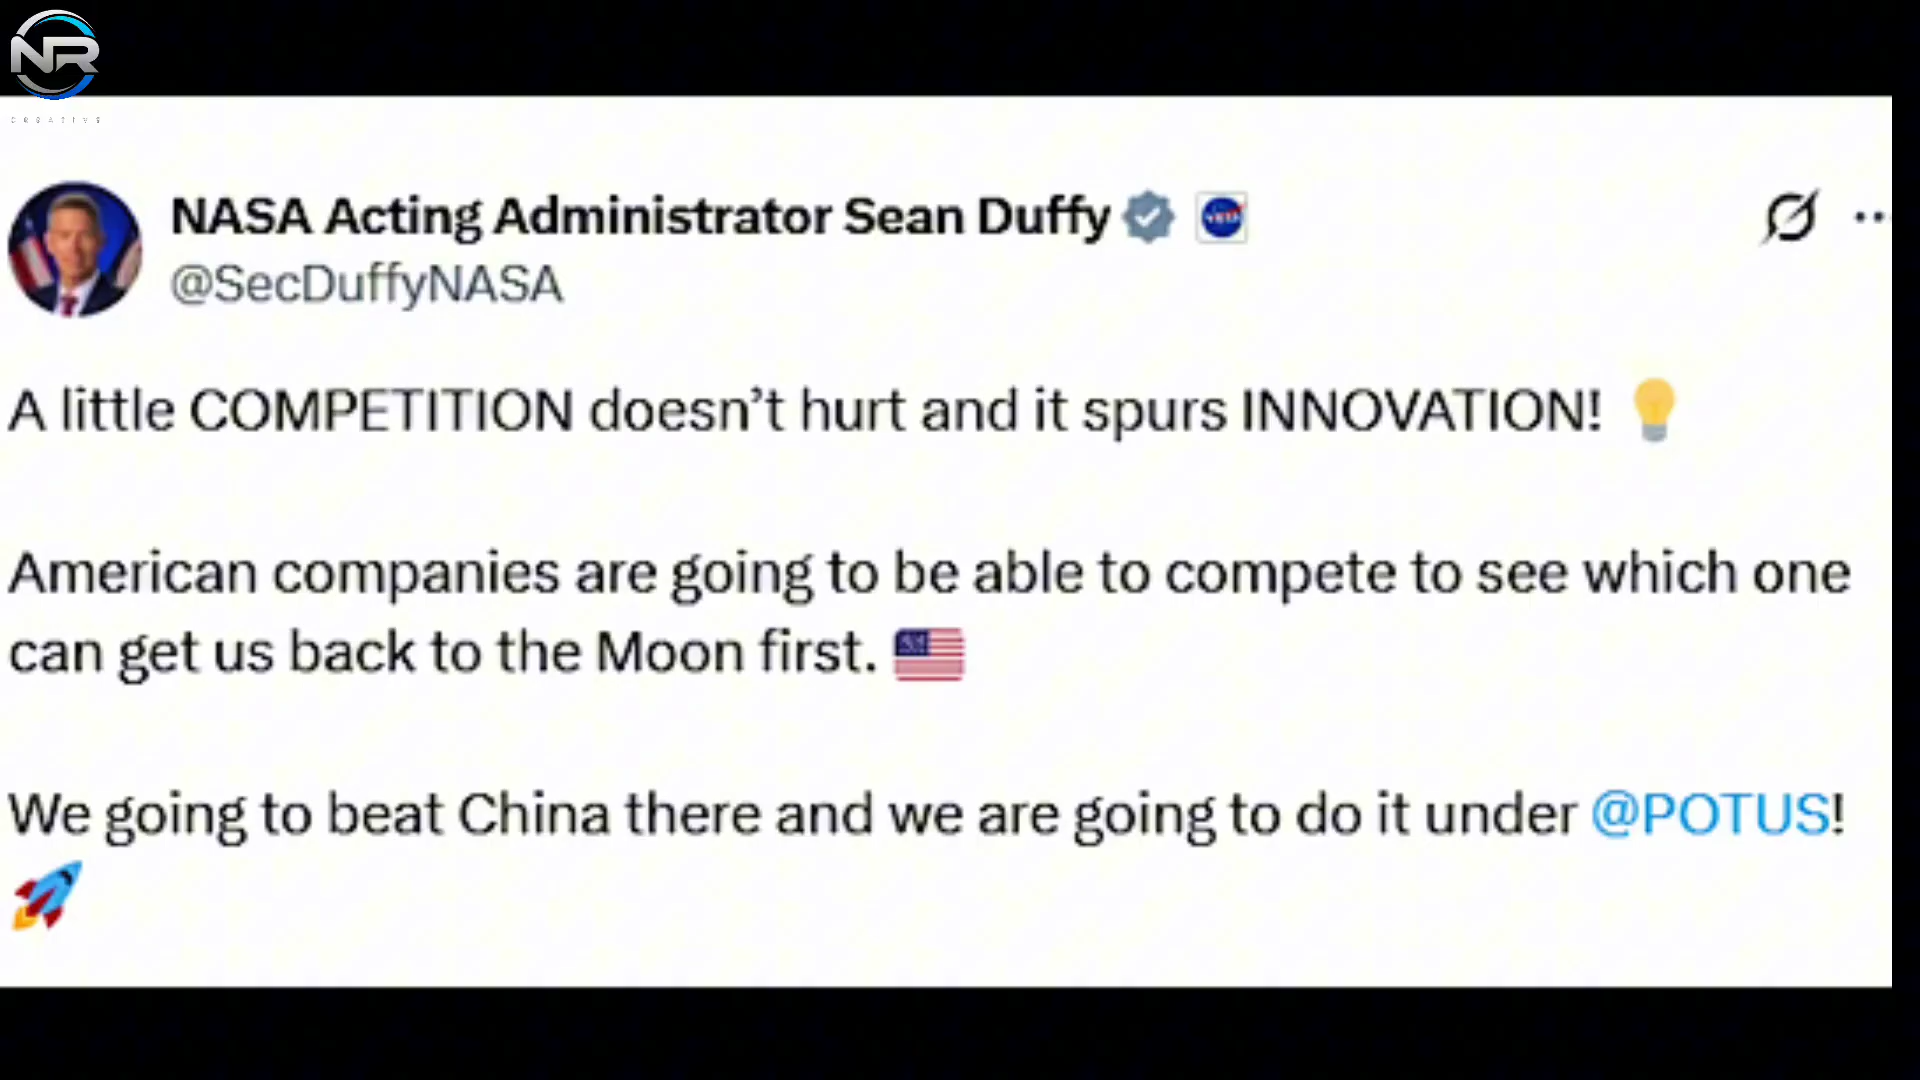 NR
CREATIVE
NASA Acting Administrator Sean Duffy
@SecDuffyNASA
A little COMPETITION doesn’t hurt and it spurs INNOVATION! 💡
American companies are going to be able to compete to see which one
can get us back to the Moon first. 🇺🇸
We going to beat China there and we are going to do it under @POTUS!
🚀